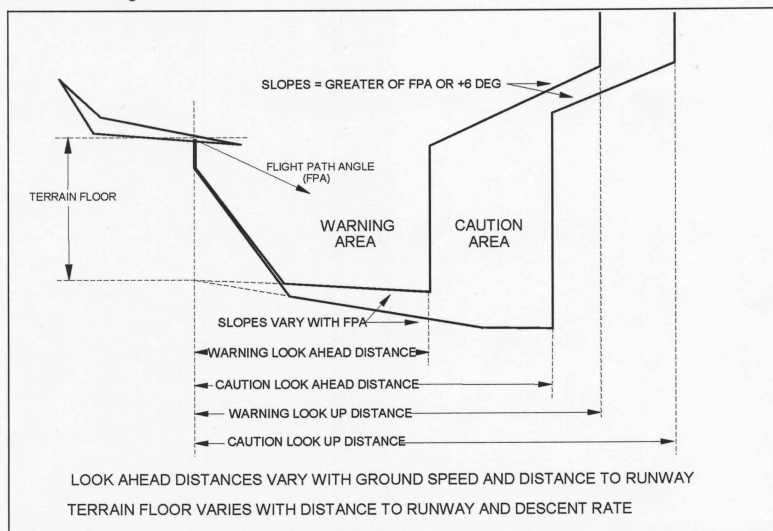 SLOPES = GREATER OF FPA OR +6 DEG
FLIGHT PATH ANGLE
(FPA)
TERRAIN FLOOR
WARNING
AREA
CAUTION
AREA
SLOPES VARY WITH FPA
WARNING LOOK AHEAD DISTANCE
CAUTION LOOK AHEAD DISTANCE
WARNING LOOK UP DISTANCE
CAUTION LOOK UP DISTANCE
LOOK AHEAD DISTANCES VARY WITH GROUND SPEED AND DISTANCE TO RUNWAY
TERRAIN FLOOR VARIES WITH DISTANCE TO RUNWAY AND DESCENT RATE